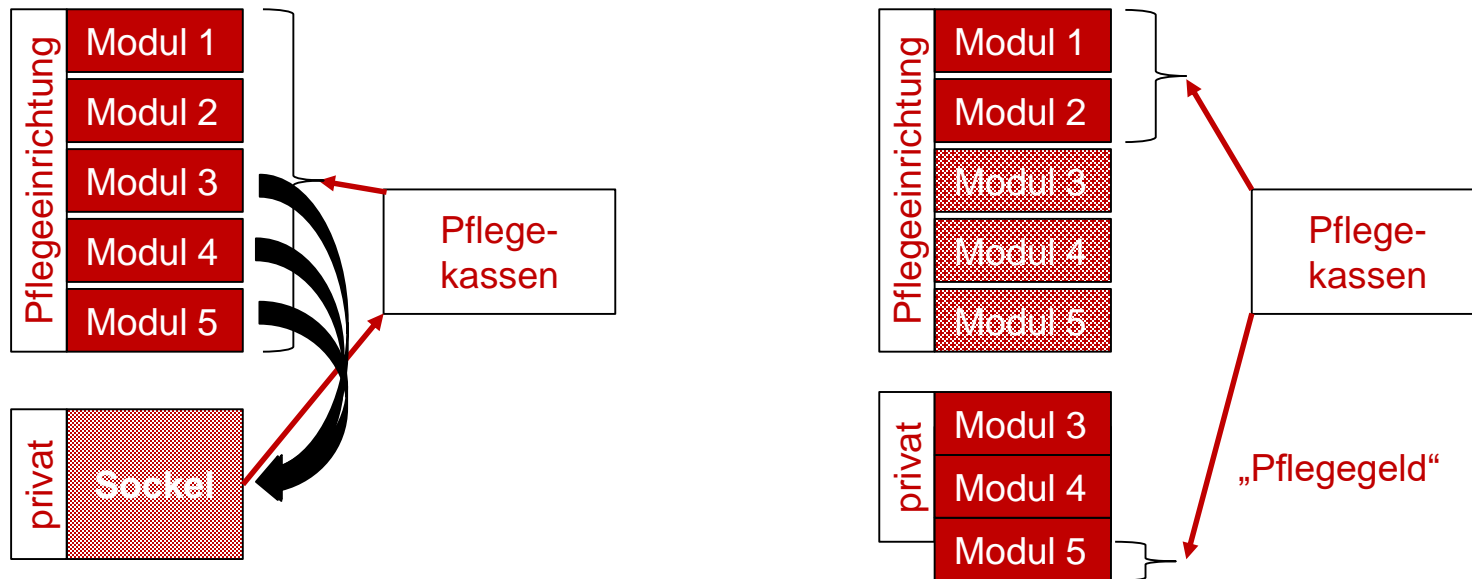 Pflegeeinrichtung
Modul 1
Modul 2
Modul 3
Modul 4
Modul 5
Pflege-
kassen
privat
Sockel
Pflegeeinrichtung
Modul 1
Modul 2
Modul 3
Modul 4
Modul 5
Pflege-
kassen
privat
Modul 3
Modul 4
Modul 5
„Pflegegeld“